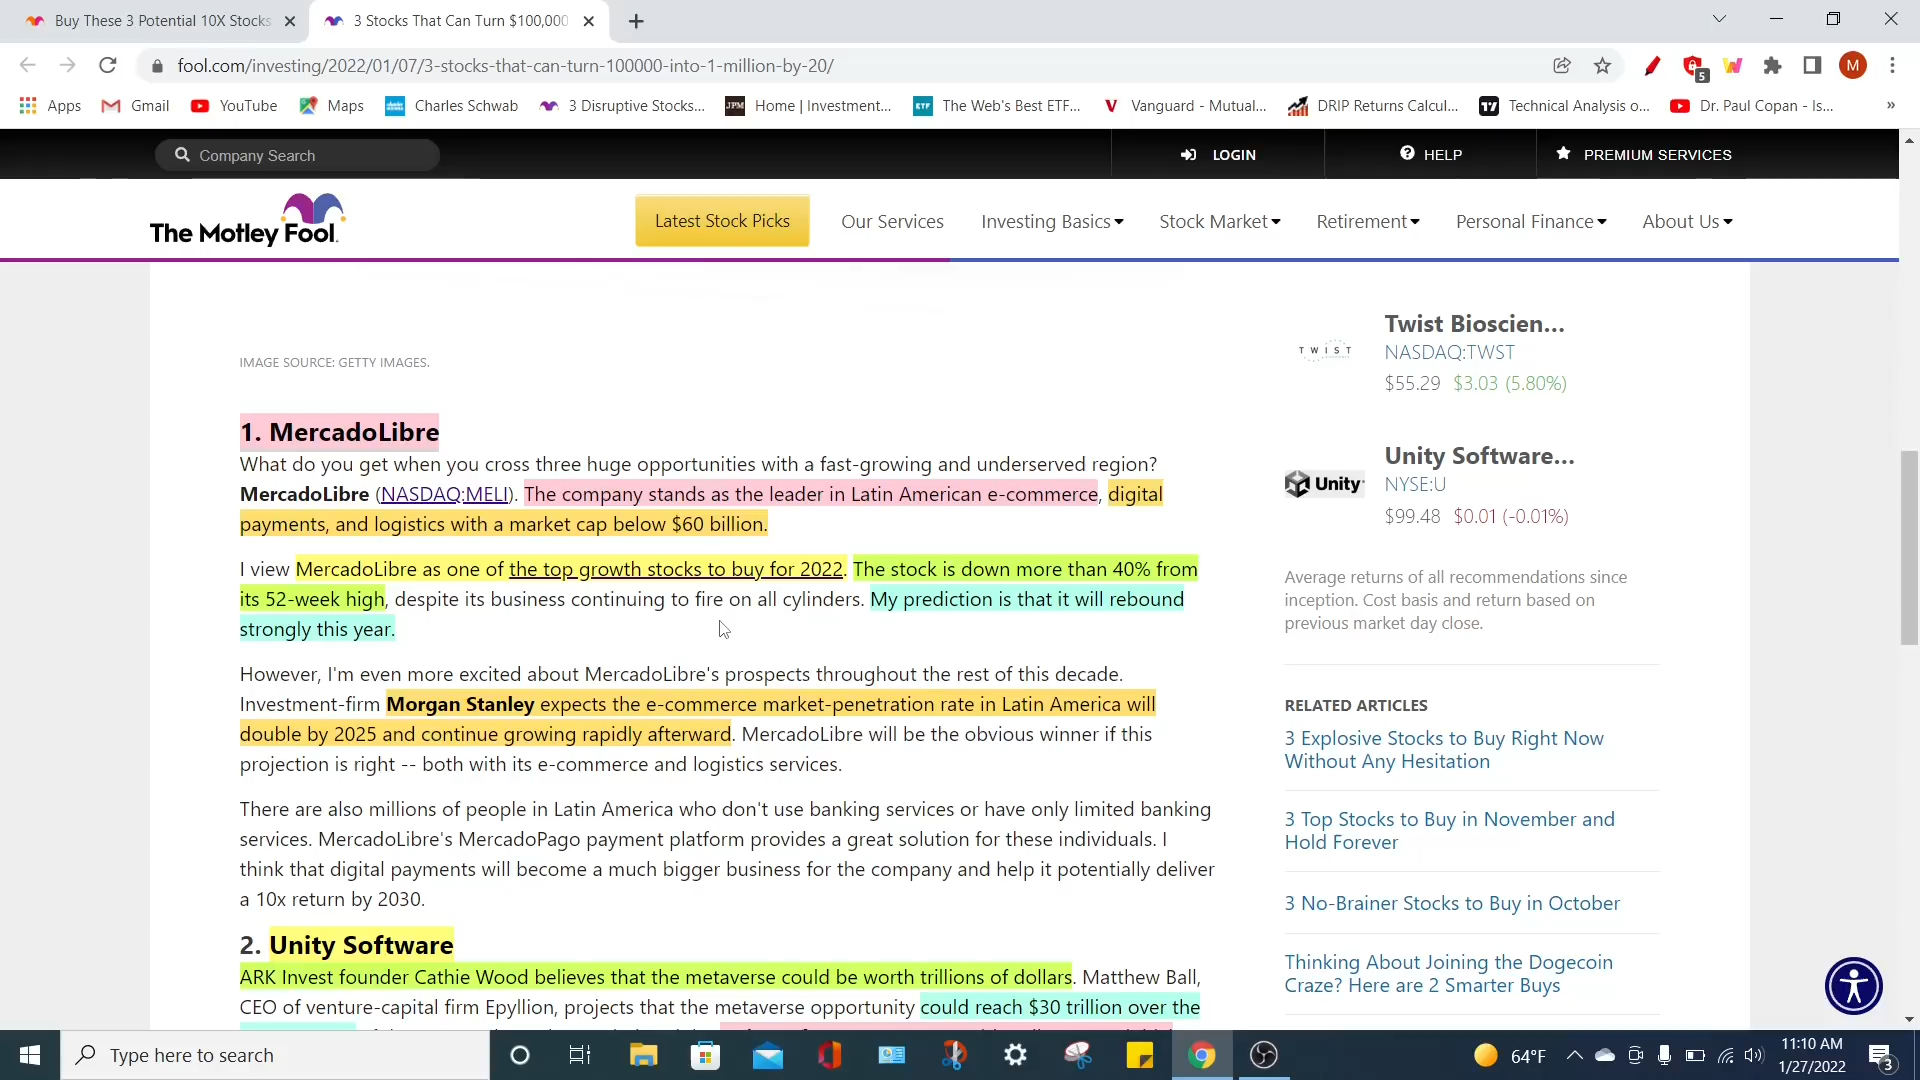 Buy These 3 Potential 10X Stocks
3 Stocks That Can Turn $100,000
fool.com/investing/2022/01/07/3-stocks-that-can-turn-100000-into-1-million-by-20/
5
M
Apps
Gmail
YouTube
Maps
Charles Schwab
3 Disruptive Stocks...
JPM
Home | Investment...
ETF
The Web's Best ETF...
Vanguard - Mutual...
DRIP Returns Calcul...
Technical Analysis o...
Dr. Paul Copan - Is...
»
Company Search
LOGIN
HELP
PREMIUM SERVICES
The Motley Fool.
Latest Stock Picks
Our Services
Investing Basics
Stock Market
Retirement
Personal Finance
About Us
IMAGE SOURCE: GETTY IMAGES.
1. MercadoLibre
What do you get when you cross three huge opportunities with a fast-growing and underserved region?
MercadoLibre (NASDAQ:MELI). The company stands as the leader in Latin American e-commerce, digital
payments, and logistics with a market cap below $60 billion.
I view MercadoLibre as one of the top growth stocks to buy for 2022. The stock is down more than 40% from
its 52-week high, despite its business continuing to fire on all cylinders. My prediction is that it will rebound
strongly this year.
However, I'm even more excited about MercadoLibre's prospects throughout the rest of this decade.
Investment-firm Morgan Stanley expects the e-commerce market-penetration rate in Latin America will
double by 2025 and continue growing rapidly afterward. MercadoLibre will be the obvious winner if this
projection is right -- both with its e-commerce and logistics services.
There are also millions of people in Latin America who don't use banking services or have only limited banking
services. MercadoLibre's MercadoPago payment platform provides a great solution for these individuals. I
think that digital payments will become a much bigger business for the company and help it potentially deliver
a 10x return by 2030.
2. Unity Software
ARK Invest founder Cathie Wood believes that the metaverse could be worth trillions of dollars. Matthew Ball,
CEO of venture-capital firm Epyllion, projects that the metaverse opportunity could reach $30 trillion over the
TWIST
Twist Bioscien...
NASDAQ:TWST
$55.29 $3.03 (5.80%)
Unity
Unity Software...
NYSE:U
$99.48 $0.01 (-0.01%)
Average returns of all recommendations since
inception. Cost basis and return based on
previous market day close.
RELATED ARTICLES
3 Explosive Stocks to Buy Right Now
Without Any Hesitation
3 Top Stocks to Buy in November and
Hold Forever
3 No-Brainer Stocks to Buy in October
Thinking About Joining the Dogecoin
Craze? Here are 2 Smarter Buys
Type here to search
64°F
11:10 AM
1/27/2022
3